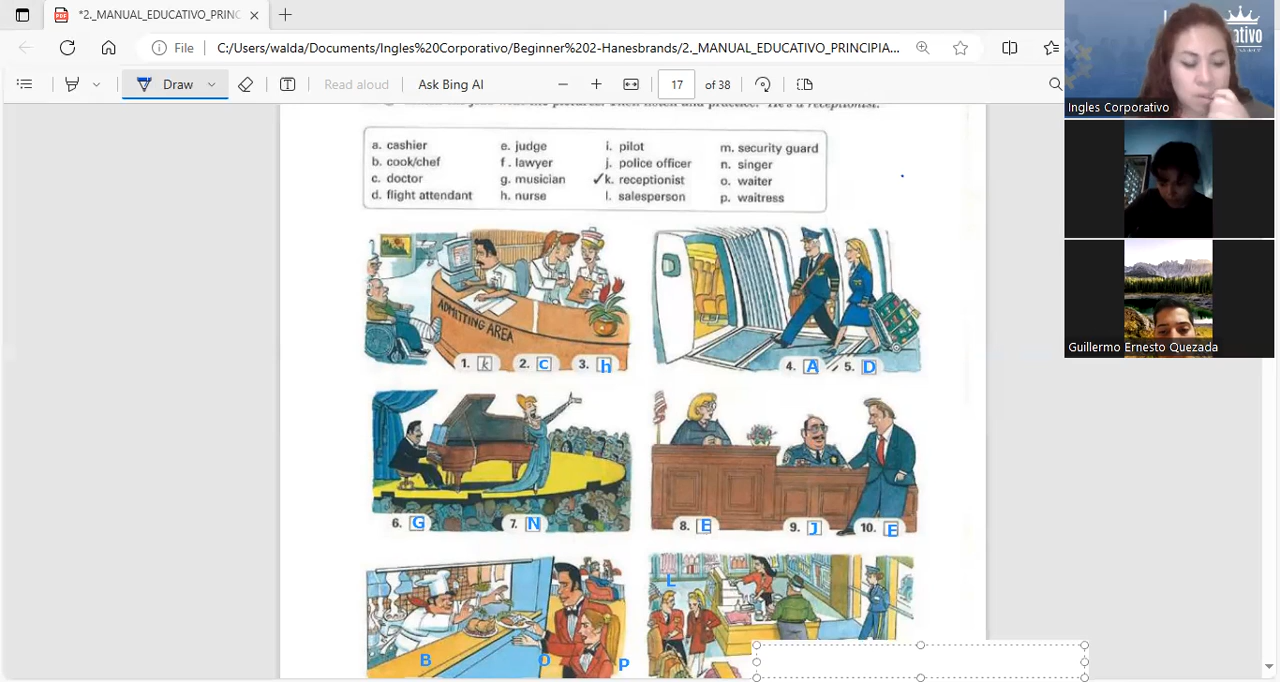 *2._MANUAL_EDUCATIVO_PRINC
File
C:/Users/walda/Documents/Ingles%20Corporativo/Beginner%202-Hanesbrands/2._MANUAL_EDUCATIVO_PRINCIPIA...
Draw
Read aloud
Ask Bing AI
17
of 38
Ingles Corporativo
Guillermo Ernesto Quezada
"He's a receptionist.
a. cashier
b. cook/chef
c. doctor
d. flight attendant
e. judge
f. lawyer
g. musician
h. nurse
i. pilot
j. police officer
✓k. receptionist
l. salesperson
m. security guard
n. singer
o. waiter
p. waitress
ADMITTING AREA
1. k 2. C 3. h
4. A 5. D
6. G 7. N
8. E 9. J 10. E
B O P
L